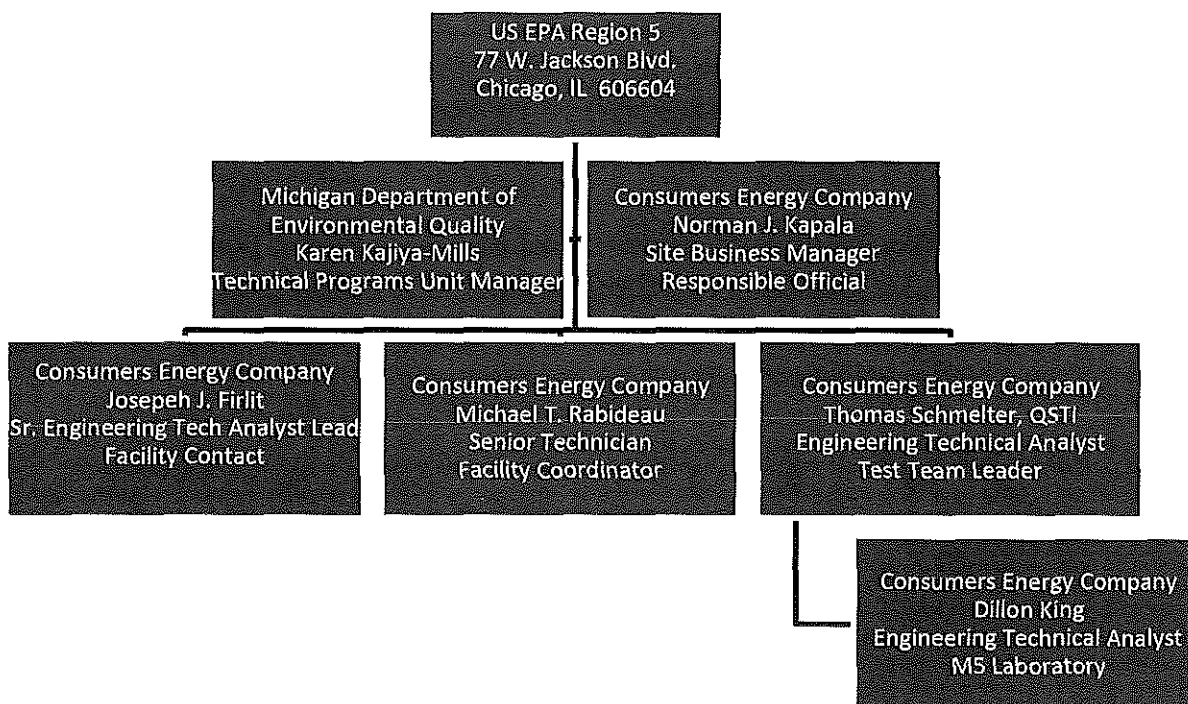 US EPA Region 5
77 W. Jackson Blvd.
Chicago, IL  606604
Michigan Department of
Environmental Quality
Karen Kajiya-Mills
Technical Programs Unit Manager
Consumers Energy Company
Norman J. Kapala
Site Business Manager
Responsible Official
Consumers Energy Company
Josepeh J. Firlit
Sr. Engineering Tech Analyst Lead
Facility Contact
Consumers Energy Company
Michael T. Rabideau
Senior Technician
Facility Coordinator
Consumers Energy Company
Thomas Schmelter, QSTI
Engineering Technical Analyst
Test Team Leader
Consumers Energy Company
Dillon King
Engineering Technical Analyst
M5 Laboratory